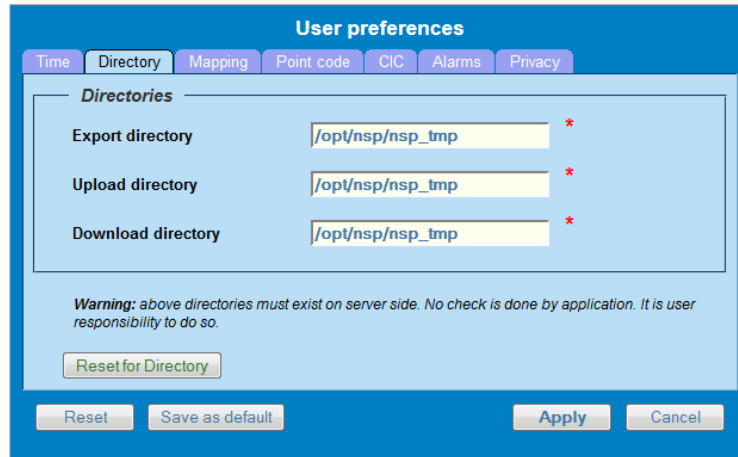 User preferences
Time Directory Mapping Point code CIC Alarms Privacy
Directories
Export directory /opt/nsp/nsp_tmp *
Upload directory /opt/nsp/nsp_tmp *
Download directory /opt/nsp/nsp_tmp *
Warning: above directories must exist on server side. No check is done by application. It is user
responsibility to do so.
Reset for Directory
Reset Save as default Apply Cancel